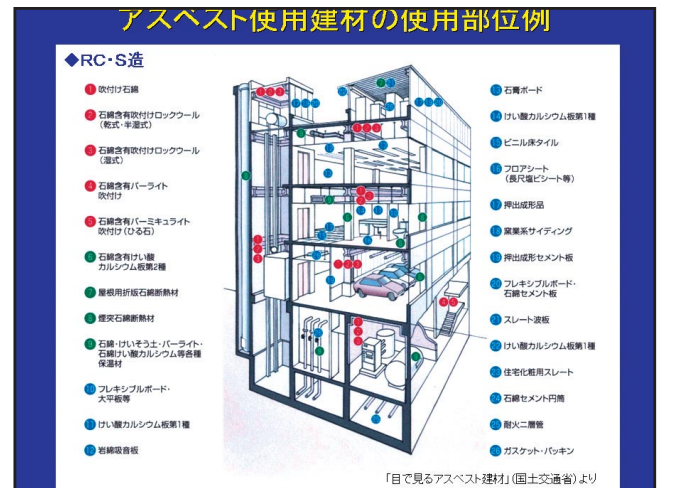 アスベスト使用建材の使用部位例
◆RC・S造
1 吹付け石綿
2 石綿含有吹付けロックウール
(乾式・半湿式)
3 石綿含有吹付けロックウール
(湿式)
4 石綿含有パーライト
吹付け
5 石綿含有バーミキュライト
吹付け(ひる石)
6 石綿含有けい酸
カルシウム板第2種
7 屋根用折版石綿断熱材
8 煙突石綿断熱材
9 石綿・けいそう土・パーライト・
石綿けい酸カルシウム等各種
保温材
10 フレキシブルボード・
大平板等
11 けい酸カルシウム板第1種
12 岩綿吸音板
13 石膏ボード
14 けい酸カルシウム板第1種
15 ビニル床タイル
16 フロアシート
(長尺塩ビシート等)
17 押出成形品
18 窯業系サイディング
19 押出成形セメント板
20 フレキシブルボード・
石綿セメント板
21 スレート波板
22 けい酸カルシウム板第1種
23 住宅化粧用スレート
24 石綿セメント円筒
25 耐火二層管
26 ガスケット・パッキン
「目で見るアスベスト建材」(国土交通省)より